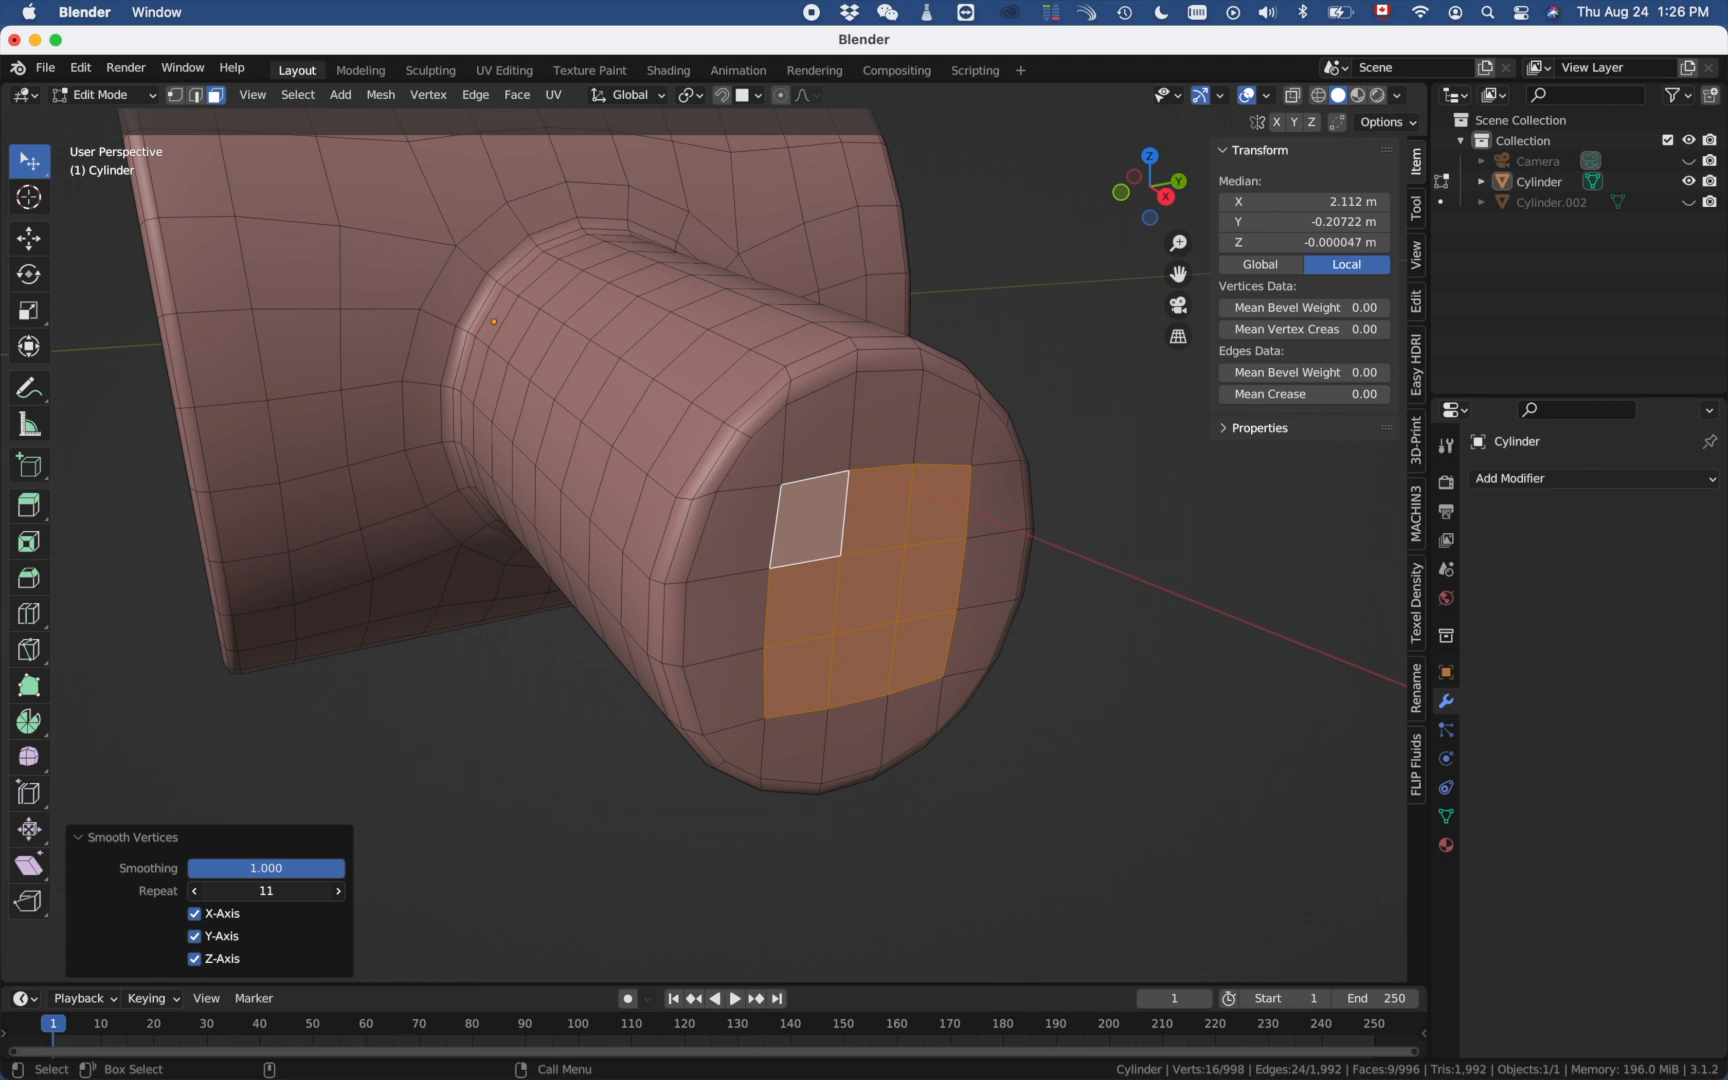 Blender Window Thu Aug 24 1:26 PM
Blender
File Edit Render Window Help Layout Modeling Sculpting UV Editing Texture Paint Shading Animation Rendering Compositing Scripting + Scene View Layer
Edit Mode View Select Add Mesh Vertex Edge Face UV Global
X Y Z Options
User Perspective
(1) Cylinder
Z
Y
X
Transform
Median:
X 2.112 m
Y -0.20722 m
Z -0.000047 m
Global Local
Vertices Data:
Mean Bevel Weight 0.00
Mean Vertex Creas 0.00
Edges Data:
Mean Bevel Weight 0.00
Mean Crease 0.00
Properties
Item
Tool
View
Edit
Easy HDRI
3D-Print
MACHIN3
Texel Density
Rename
FLIP Fluids
Scene Collection
Collection
Camera
Cylinder
Cylinder.002
Cylinder
Add Modifier
Smooth Vertices
Smoothing 1.000
Repeat 11
X-Axis
Y-Axis
Z-Axis
Playback Keying View Marker 1 Start 1 End 250
1 10 20 30 40 50 60 70 80 90 100 110 120 130 140 150 160 170 180 190 200 210 220 230 240 250
Select Box Select Call Menu Cylinder | Verts:16/998 | Edges:24/1,992 | Faces:9/996 | Tris:1,992 | Objects:1/1 | Memory: 196.0 MiB | 3.1.2